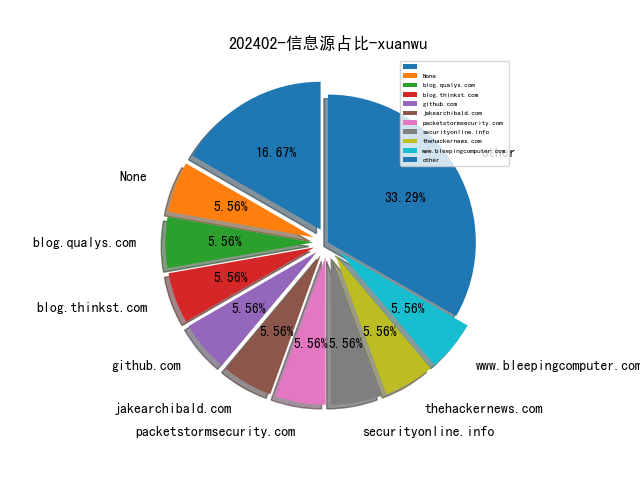 202402-信息源占比-xuanwu
None
blog.qualys.com
blog.thinkst.com
github.com
jakearchibald.com
packetstormsecurity.com
securityonline.info
thehackernews.com
www.bleepingcomputer.com
other
other
16.67%
33.29%
None
5.56%
blog.qualys.com
5.56%
blog.thinkst.com
5.56%
github.com
5.56%
jakearchibald.com
5.56%
packetstormsecurity.com
5.56%
securityonline.info
5.56%
thehackernews.com
5.56%
www.bleepingcomputer.com
5.56%